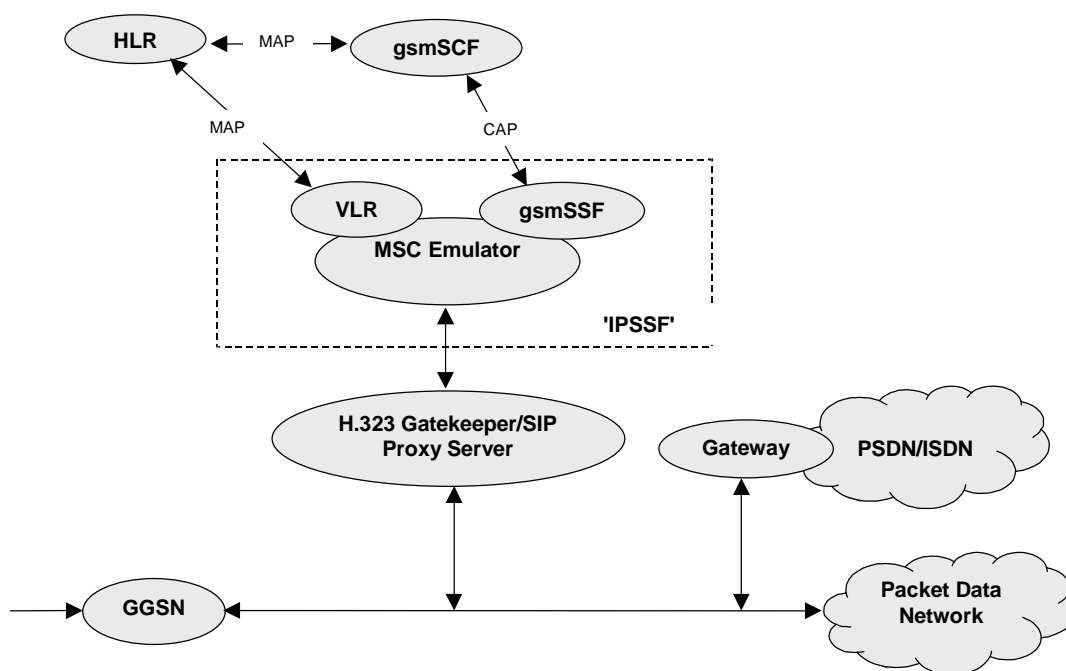 HLR
MAP
gsmSCF
MAP
CAP
VLR
gsmSSF
MSC Emulator
'IPSSF'
H.323 Gatekeeper/SIP
Proxy Server
Gateway
PSDN/ISDN
GGSN
Packet Data
Network